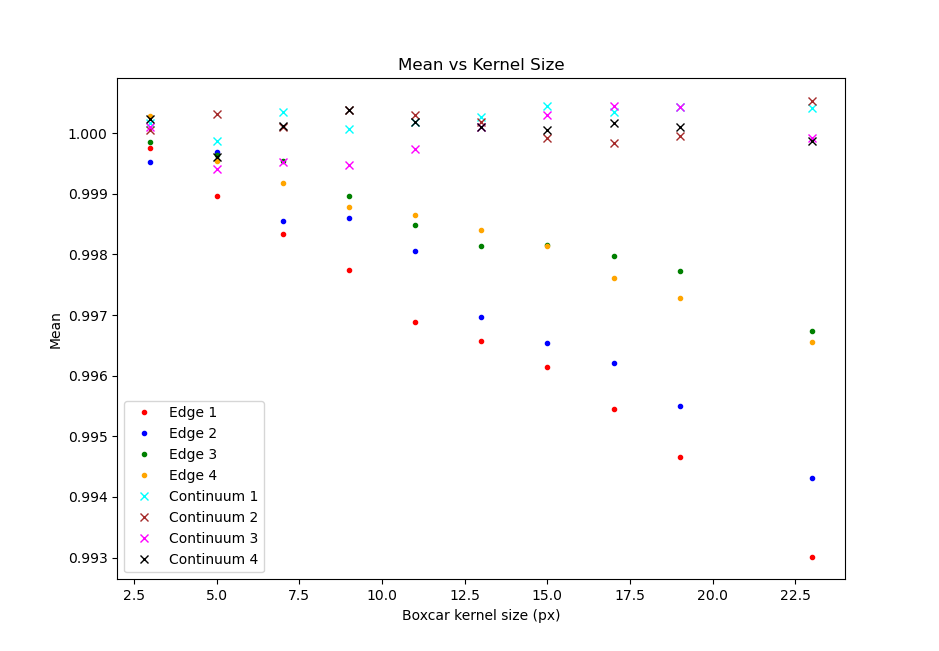 Mean vs Kernel Size
Mean
1.000
0.999
0.998
0.997
0.996
0.995
0.994
0.993
Edge 1
Edge 2
Edge 3
Edge 4
Continuum 1
Continuum 2
Continuum 3
Continuum 4
2.5 5.0 7.5 10.0 12.5 15.0 17.5 20.0 22.5
Boxcar kernel size (px)